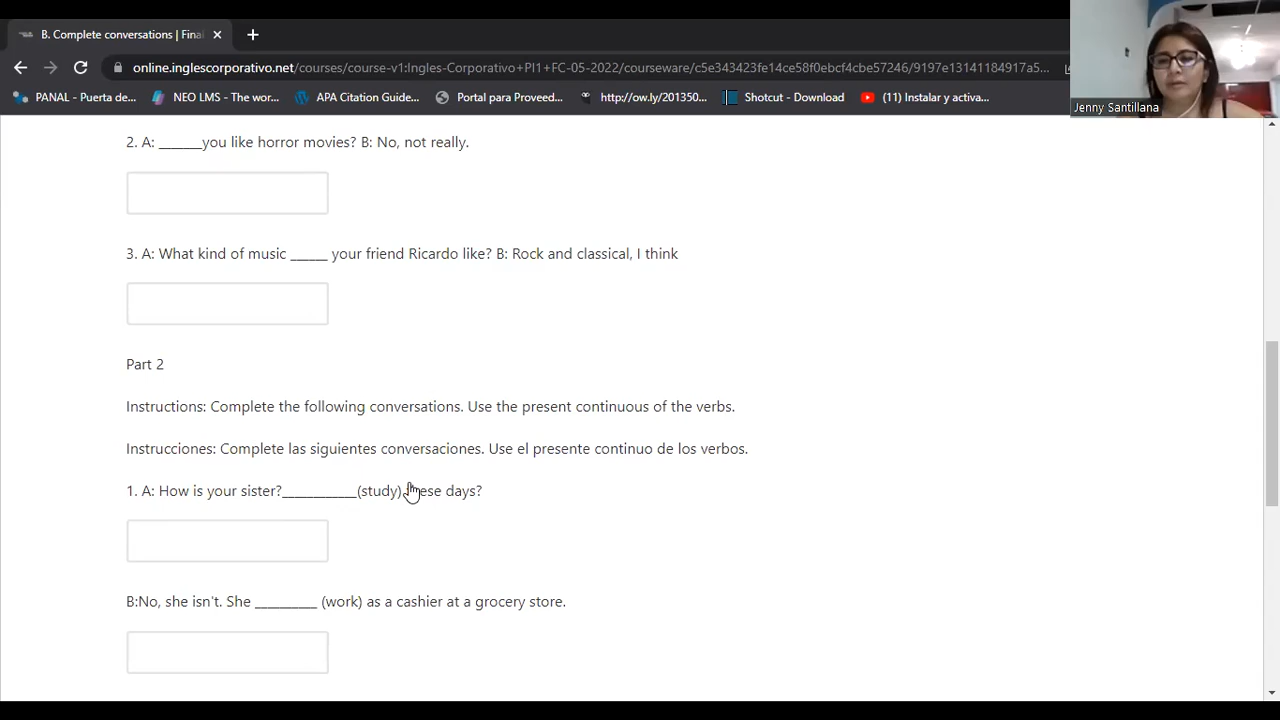 B. Complete conversations | Fina
online.inglescorporativo.net/courses/course-v1:Ingles-Corporativo+PI1+FC-05-2022/courseware/c5e343423fe14ce58f0ebcf4cbe57246/9197e13141184917a5...
PANAL - Puerta de... NEO LMS - The wor... APA Citation Guide... Portal para Proveed... http://ow.ly/201350... Shotcut - Download (11) Instalar y activa...
Jenny Santillana
2. A: _______you like horror movies? B: No, not really.
3. A: What kind of music ______ your friend Ricardo like? B: Rock and classical, I think
Part 2
Instructions: Complete the following conversations. Use the present continuous of the verbs.
Instrucciones: Complete las siguientes conversaciones. Use el presente continuo de los verbos.
1. A: How is your sister?____________(study) these days?
B:No, she isn't. She __________ (work) as a cashier at a grocery store.